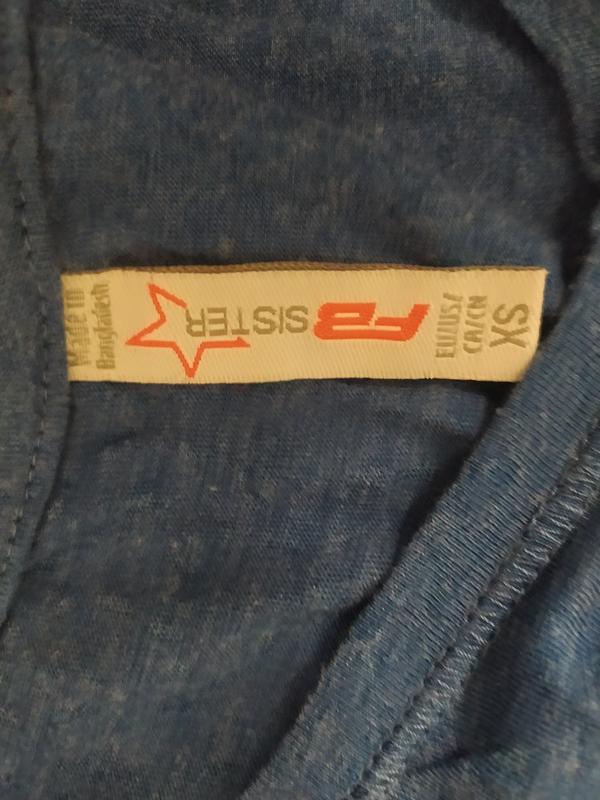 EU/US/
CA/CN
XS
FB SISTER
Made in
Bangladesh